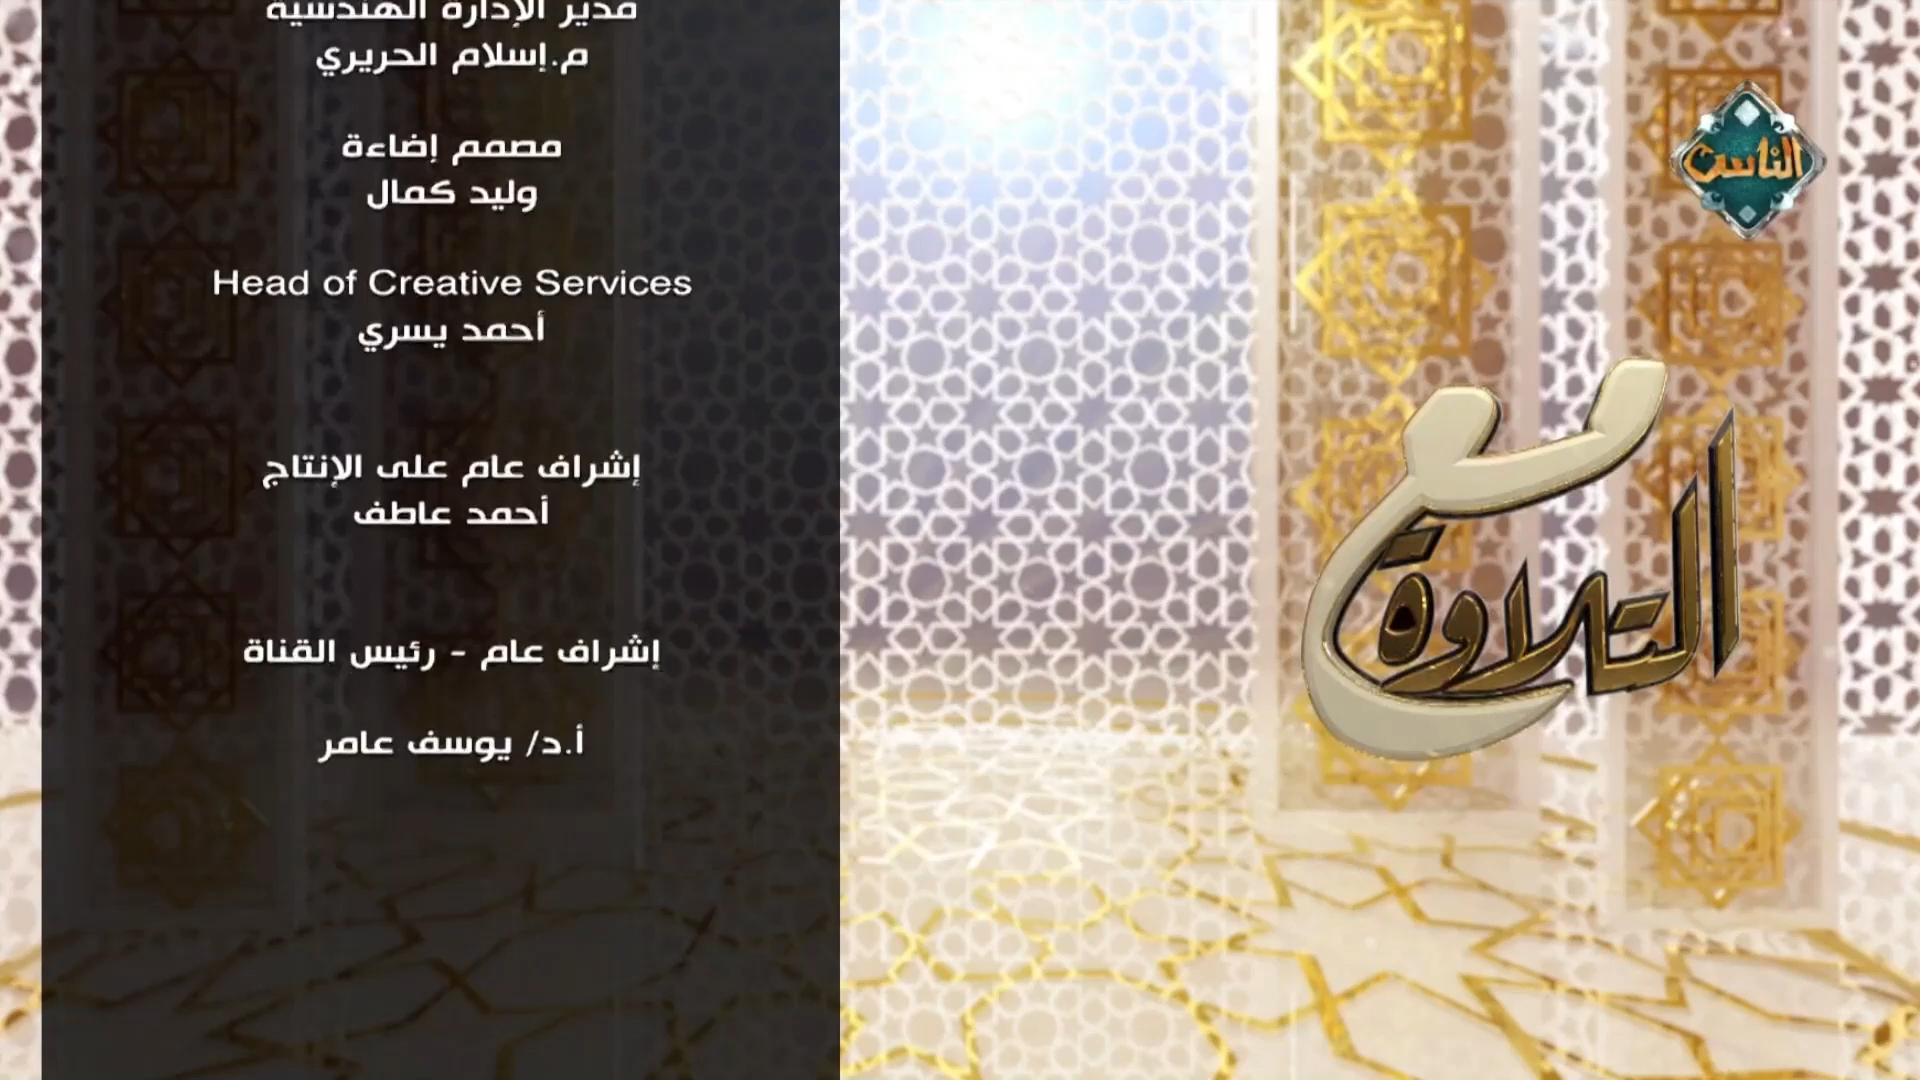 مدير الإدارة الهندسية
م.إسلام الحريري
مصمم إضاءة
وليد كمال
Head of Creative Services
أحمد يسري
إشراف عام على الإنتاج
أحمد عاطف
إشراف عام - رئيس القناة
أ.د/ يوسف عامر
الناس
مع
التلاوة